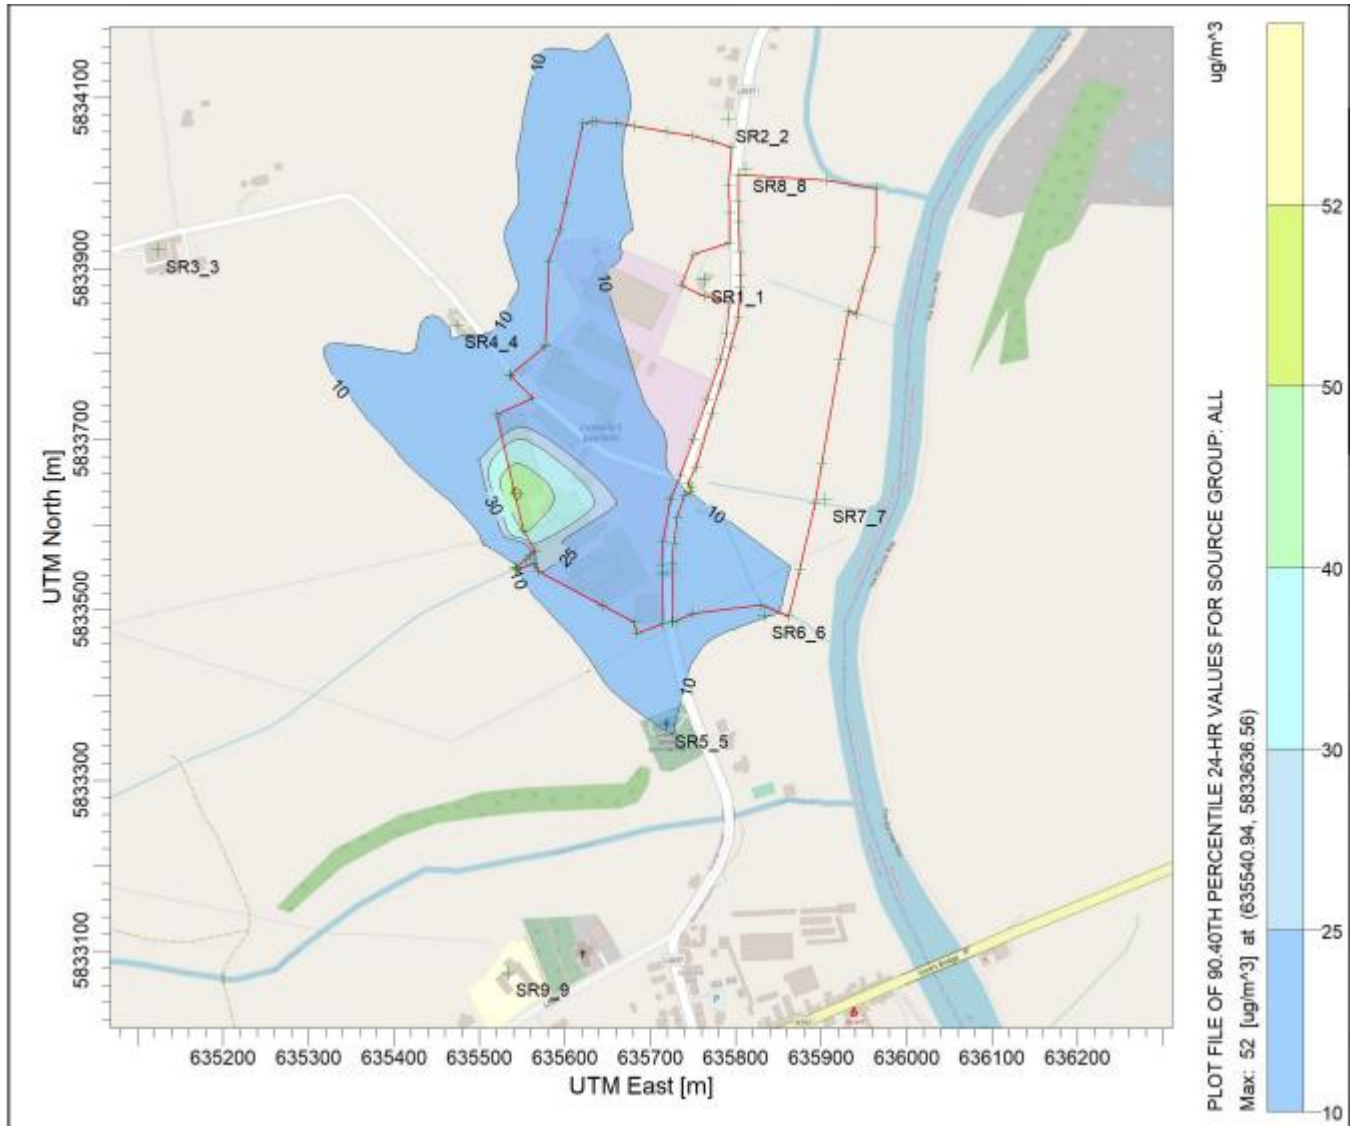 ug/m^3
10
SR2_2
SR8_8
SR3_3
SR1_1
10
SR4_4
10
10
30
25
10
10
SR7_7
SR6_6
10
SR5_5
SR9_9
P
5834100
5833900
5833700
5833500
5833300
5833100
UTM North [m]
635200 635300 635400 635500 635600 635700 635800 635900 636000 636100 636200
UTM East [m]
PLOT FILE OF 90.40TH PERCENTILE 24-HR VALUES FOR SOURCE GROUP: ALL
Max: 52 [ug/m^3] at (635540.94, 5833636.56)
52
50
40
30
25
10